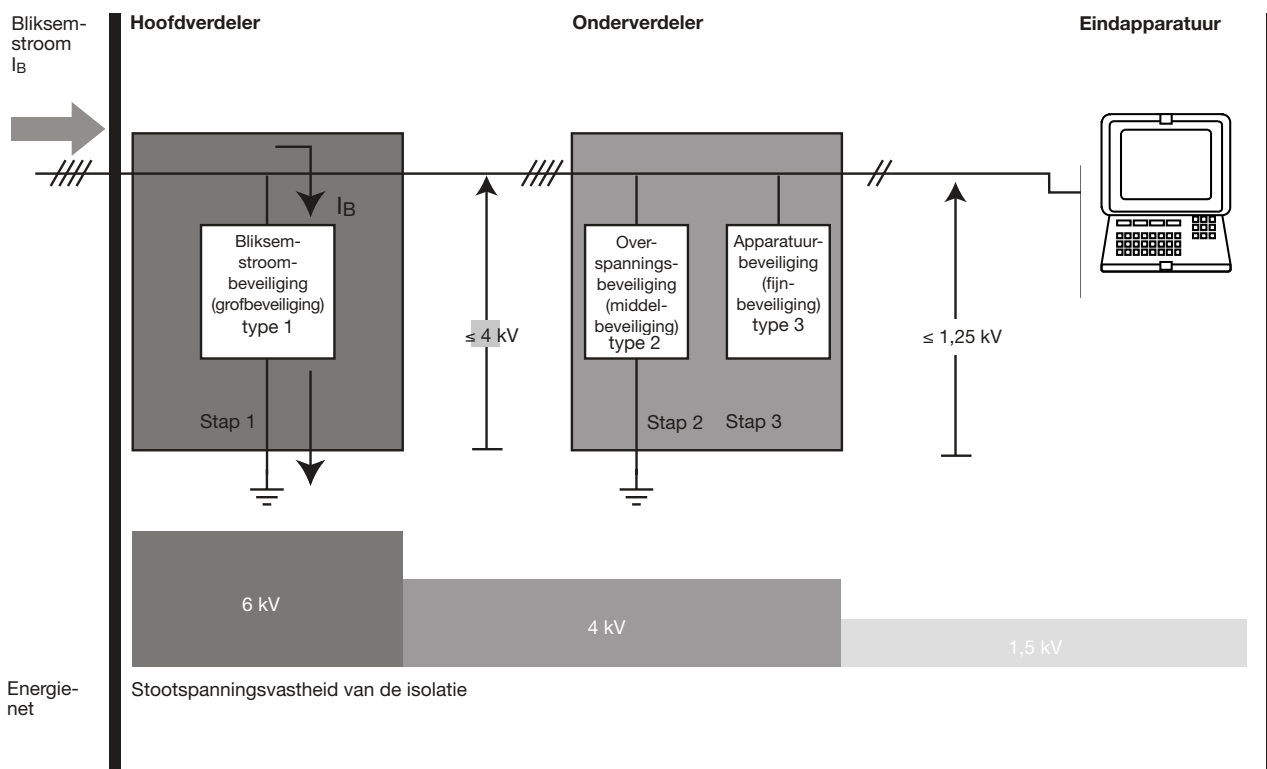 Bliksem-
stroom
IB
Hoofdverdeler
Onderverdeler
Eindapparatuur
IB
Bliksem-
stroom-
beveiliging
(grofbeveiliging)
type 1
Over-
spannings-
beveiliging
(middel-
beveiliging)
type 2
Apparatuur-
beveiliging
(fijn-
beveiliging)
type 3
≤ 4 kV
≤ 1,25 kV
Stap 1
Stap 2
Stap 3
6 kV
4 kV
1,5 kV
Energie-
net
Stootspanningsvastheid van de isolatie